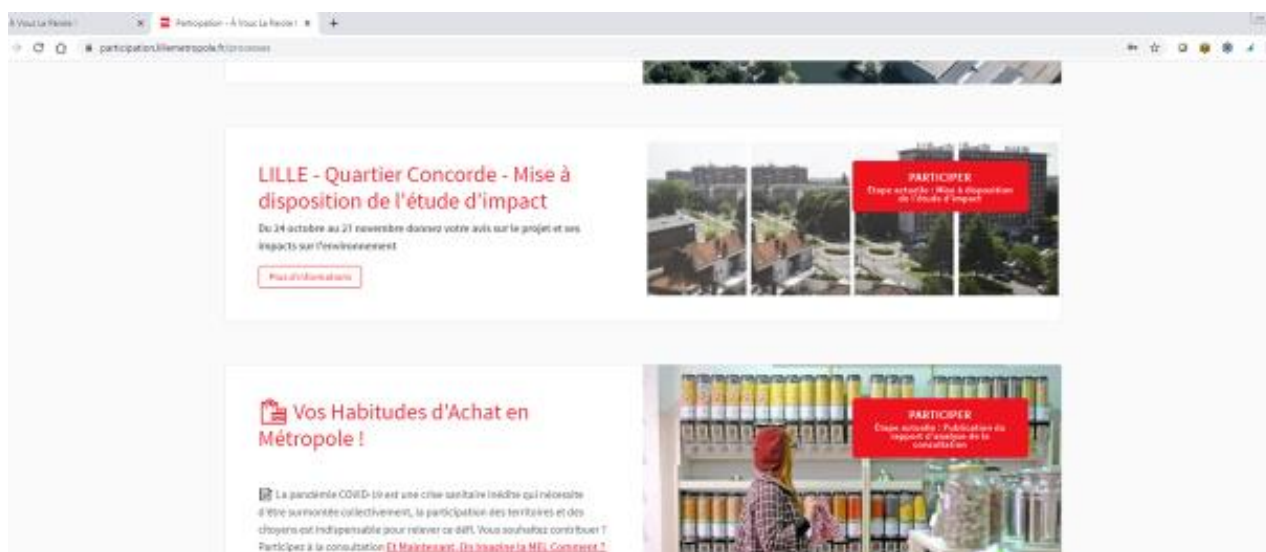 À Vous La Parole !
Participation - À Vous La Parole !
participation.lillemetropole.fr/processes
LILLE - Quartier Concorde - Mise à
disposition de l'étude d'impact
Du 24 octobre au 21 novembre donnez votre avis sur le projet et ses
impacts sur l'environnement
Plus d'informations
PARTICIPER
Étape actuelle : Mise à disposition
de l'étude d'impact
Vos Habitudes d'Achat en
Métropole !
La pandémie COVID-19 est une crise sanitaire inédite qui nécessite
d'être surmontée collectivement, la participation des territoires et des
citoyens est indispensable pour relever ce défi. Vous souhaitez contribuer ?
Participez à la consultation Et Maintenant, On Imagine la MEL Comment ?
PARTICIPER
Étape actuelle : Publication du
rapport d'analyse de la
consultation